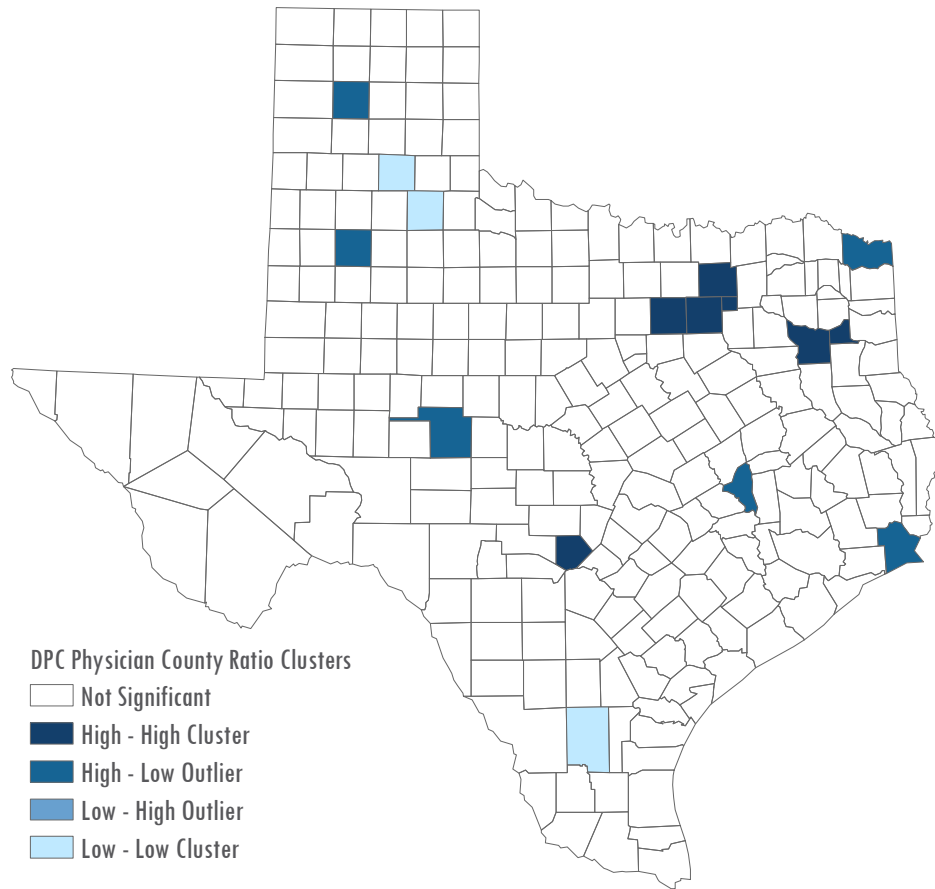 DPC Physician County Ratio Clusters
Not Significant
High - High Cluster
High - Low Outlier
Low - High Outlier
Low - Low Cluster